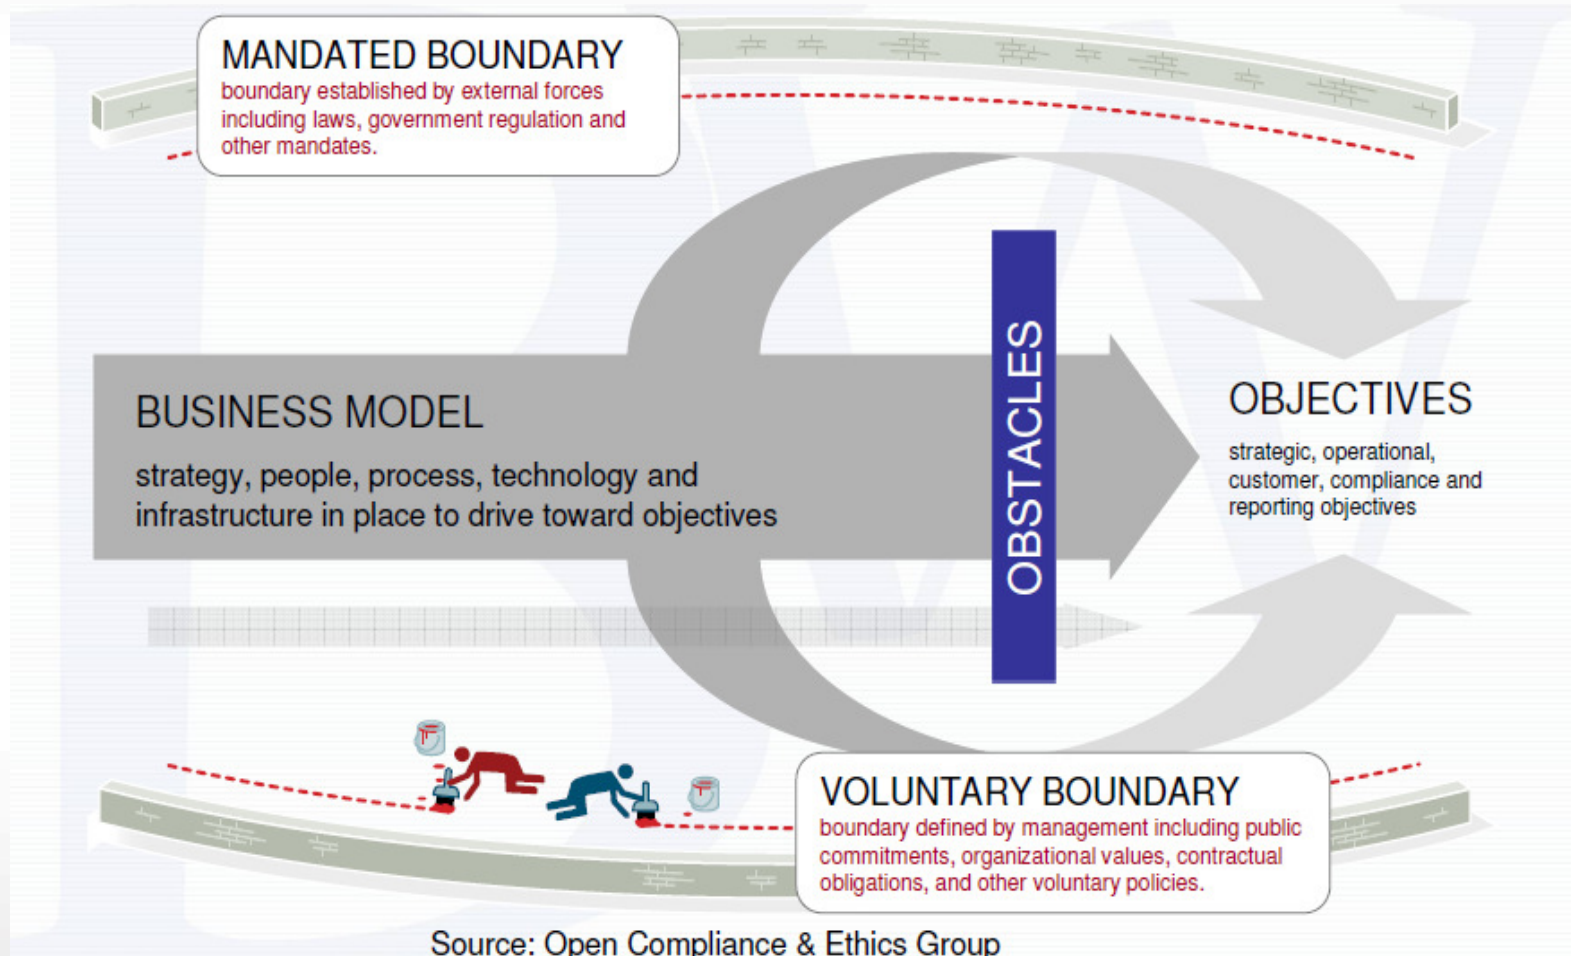 MANDATED BOUNDARY
boundary established by external forces
including laws, government regulation and
other mandates.
BUSINESS MODEL
strategy, people, process, technology and
infrastructure in place to drive toward objectives
OBSTACLES
OBJECTIVES
strategic, operational,
customer, compliance and
reporting objectives
VOLUNTARY BOUNDARY
boundary defined by management including public
commitments, organizational values, contractual
obligations, and other voluntary policies.
Source: Open Compliance & Ethics Group